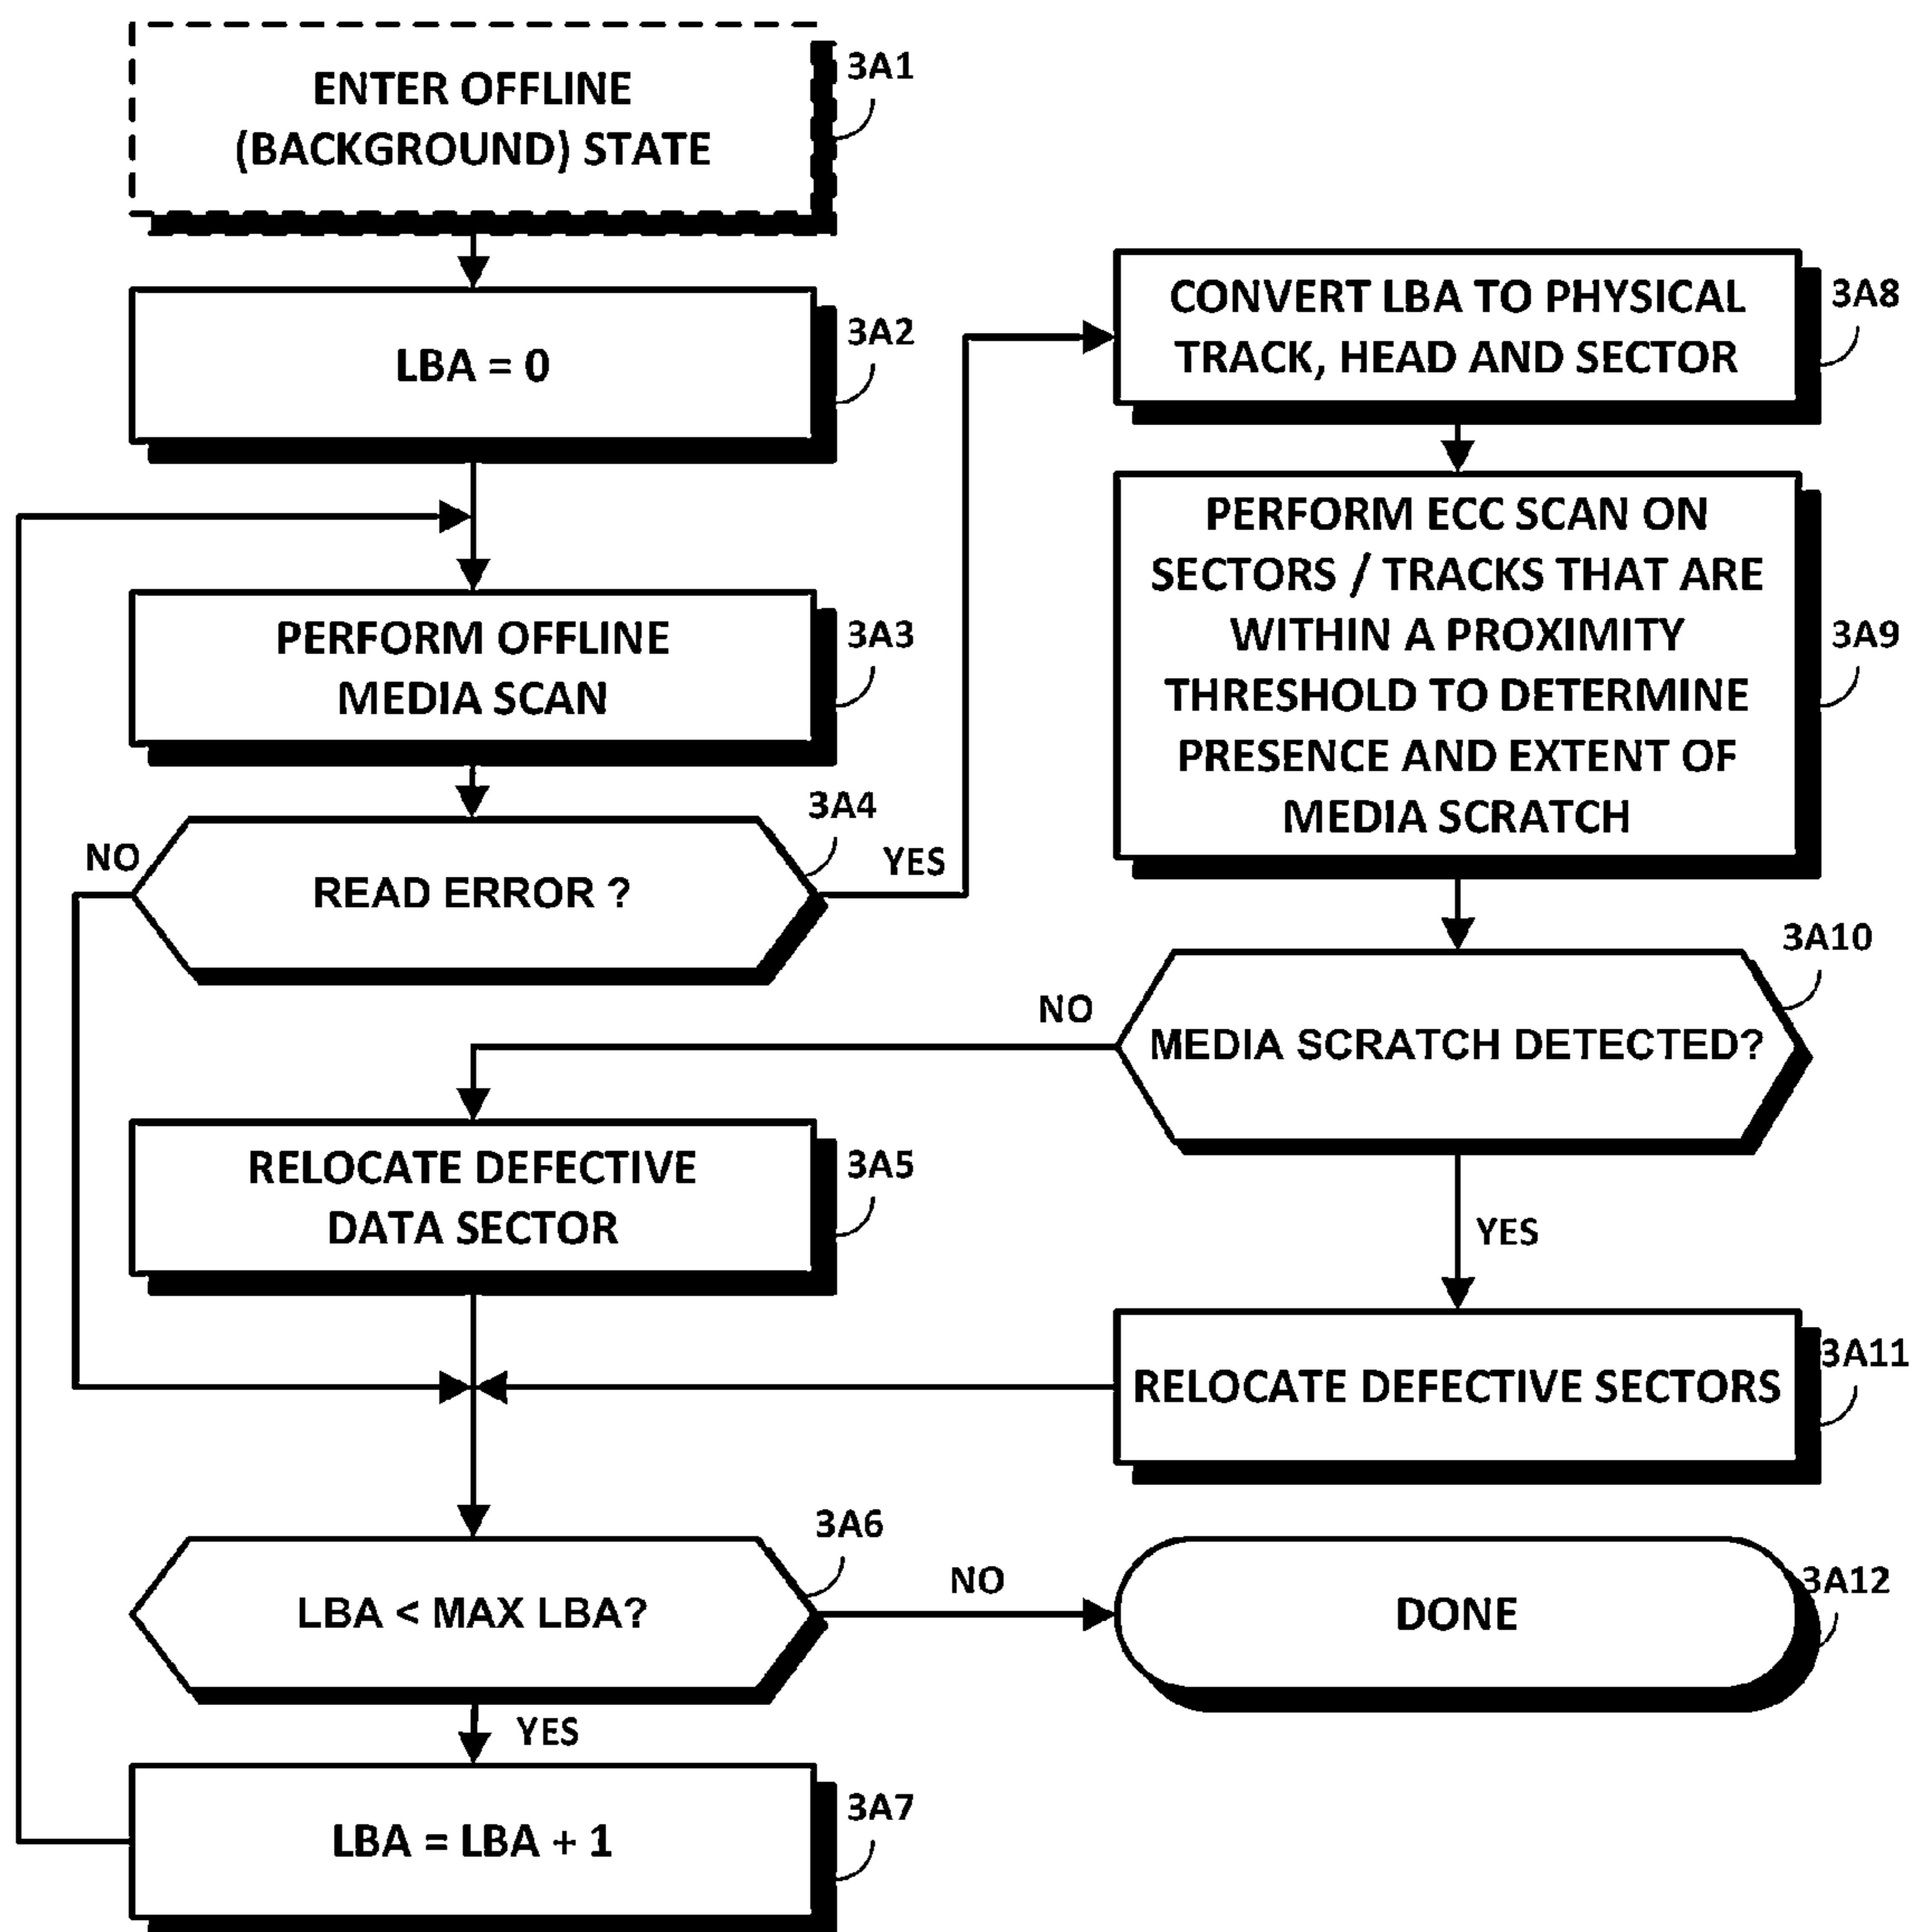 ENTER OFFLINE
(BACKGROUND) STATE
3A1
LBA = 0
3A2
PERFORM OFFLINE
MEDIA SCAN
3A3
3A4
NO
READ ERROR ?
YES
RELOCATE DEFECTIVE
DATA SECTOR
3A5
3A6
LBA < MAX LBA?
NO
YES
LBA = LBA + 1
3A7
CONVERT LBA TO PHYSICAL
TRACK, HEAD AND SECTOR
3A8
PERFORM ECC SCAN ON
SECTORS / TRACKS THAT ARE
WITHIN A PROXIMITY
THRESHOLD TO DETERMINE
PRESENCE AND EXTENT OF
MEDIA SCRATCH
3A9
3A10
NO
MEDIA SCRATCH DETECTED?
YES
RELOCATE DEFECTIVE SECTORS
3A11
DONE
3A12